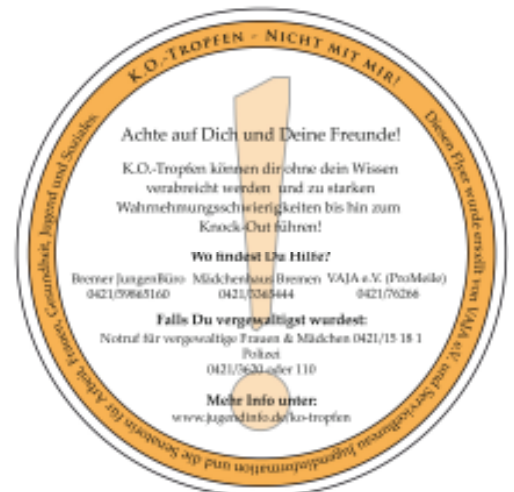 K.O.-TROPFEN - NICHT MIT MIR!
Achte auf Dich und Deine Freunde!
K.O.-Tropfen können dir ohne dein Wissen
verabreicht werden und zu starken
Wahrnehmungsschwierigkeiten bis hin zum
Knock-Out führen!
Wo findest Du Hilfe?
Bremer JungenBüro Mädchenhaus Bremen VAJA e.V. (ProMeile)
0421/59865160 0421/3365444 0421/76266
Falls Du vergewaltigst wurdest:
Notruf für vergewaltige Frauen & Mädchen 0421/15 18 1
Polizei
0421/3620 oder 110
Mehr Info unter:
www.jugendinfo.de/ko-tropfen
Diesen Flyer wurde erstellt von VAJA e.V. und ServiceBureau Jugendinformation und die Senatorin für Arbeit, Frauen, Gesundheit, Jugend und Soziales